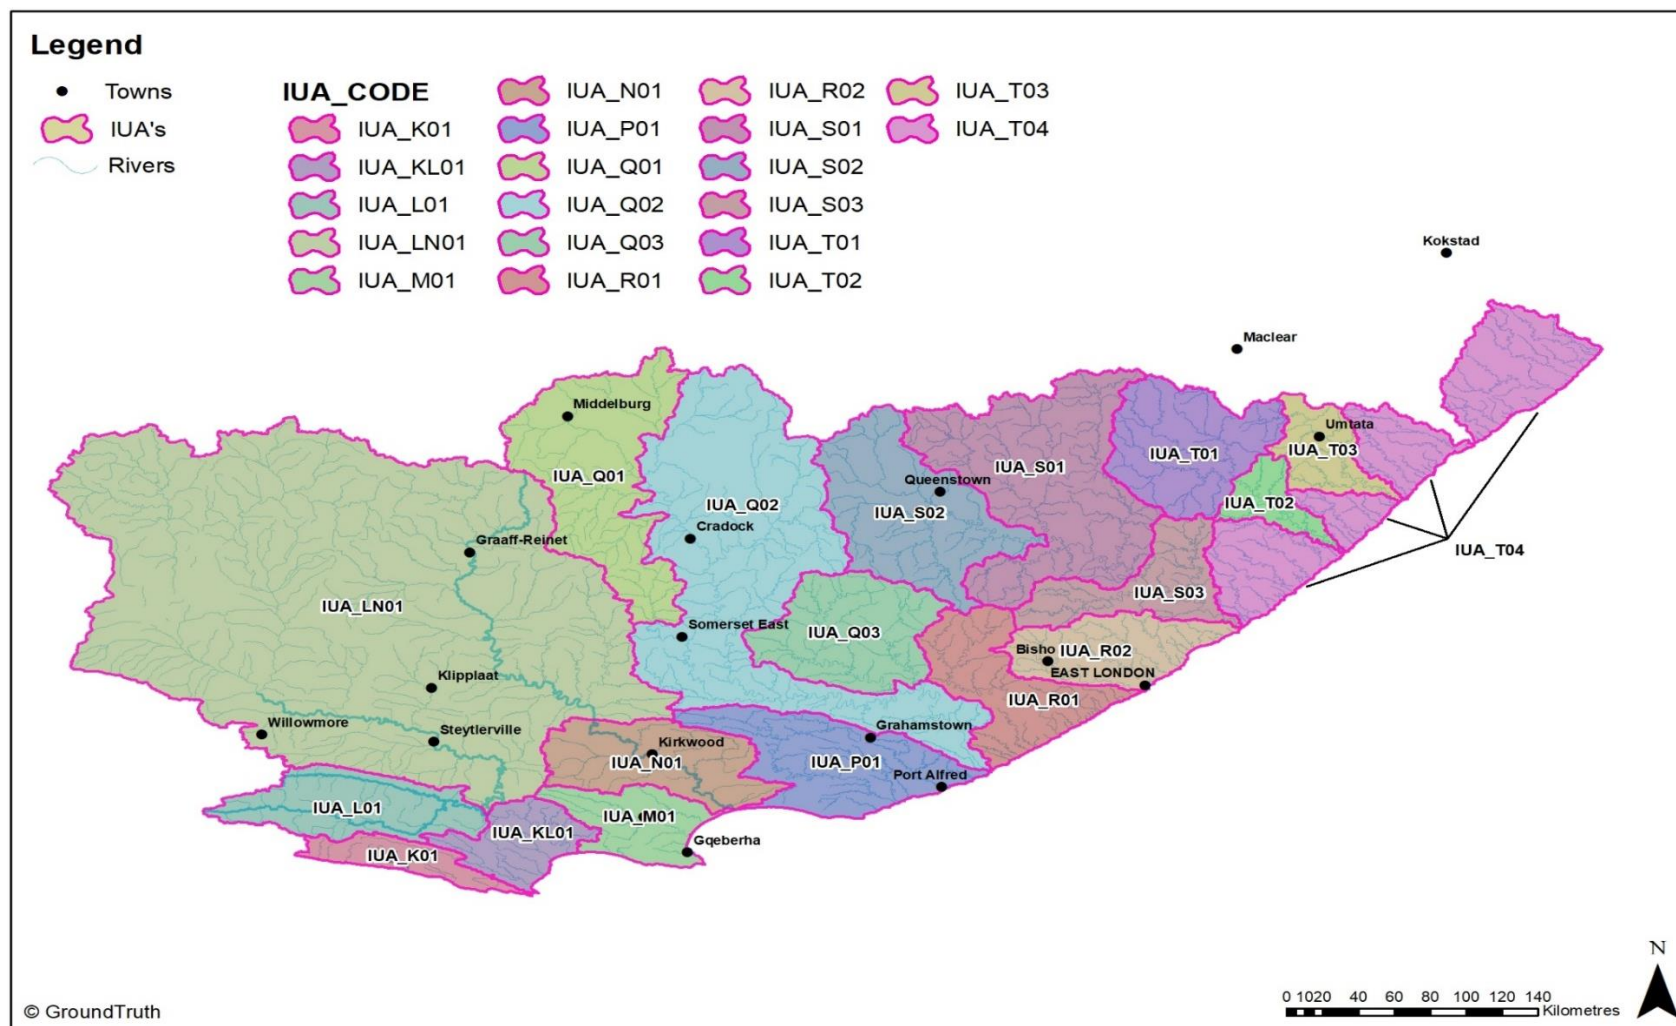 Legend
Towns
IUA's
Rivers
IUA_CODE
IUA_K01
IUA_KL01
IUA_L01
IUA_LN01
IUA_M01
IUA_N01
IUA_P01
IUA_Q01
IUA_Q02
IUA_Q03
IUA_R01
IUA_R02
IUA_S01
IUA_S02
IUA_S03
IUA_T01
IUA_T02
IUA_T03
IUA_T04
Kokstad
Maclear
Middelburg
Umtata
IUA_T03
IUA_T01
IUA_S01
IUA_Q01
Queenstown
IUA_Q02
IUA_S02
IUA_T02
Cradock
Graaff-Reinet
IUA_T04
IUA_S03
IUA_LN01
Somerset East
IUA_Q03
Bisho
IUA_R02
EAST LONDON
Klipplaat
IUA_R01
Willowmore
Steytlerville
Grahamstown
Kirkwood
IUA_N01
IUA_P01
Port Alfred
IUA_L01
IUA_M01
IUA_KL01
Gqeberha
IUA_K01
N
0 1020 40 60 80 100 120 140
Kilometres
© GroundTruth